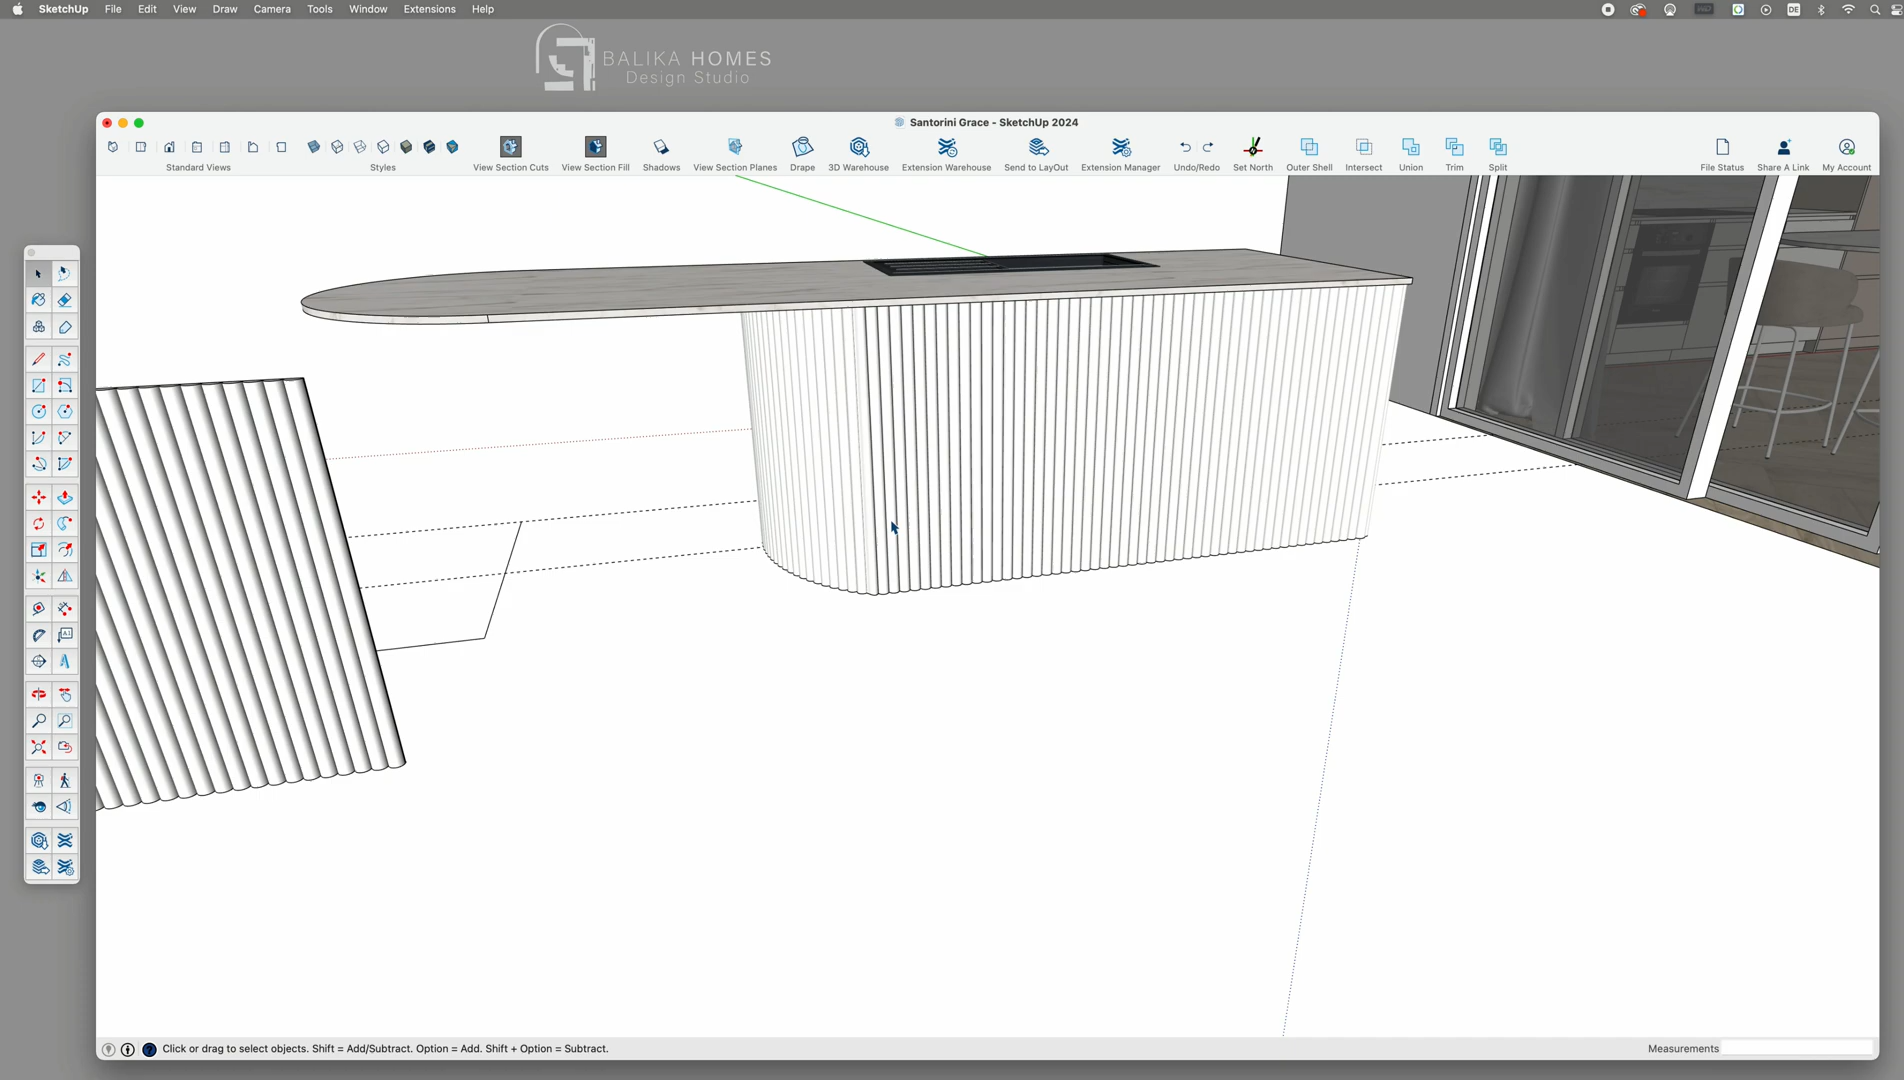 SketchUp File Edit View Draw Camera Tools Window Extensions Help
DE
BALIKA HOMES
Design Studio
Santorini Grace - SketchUp 2024
Standard Views Styles View Section Cuts View Section Fill Shadows View Section Planes Drape 3D Warehouse Extension Warehouse Send to LayOut Extension Manager Undo/Redo Set North Outer Shell Intersect Union Trim Split File Status Share A Link My Account
Click or drag to select objects. Shift = Add/Subtract. Option = Add. Shift + Option = Subtract.
Measurements